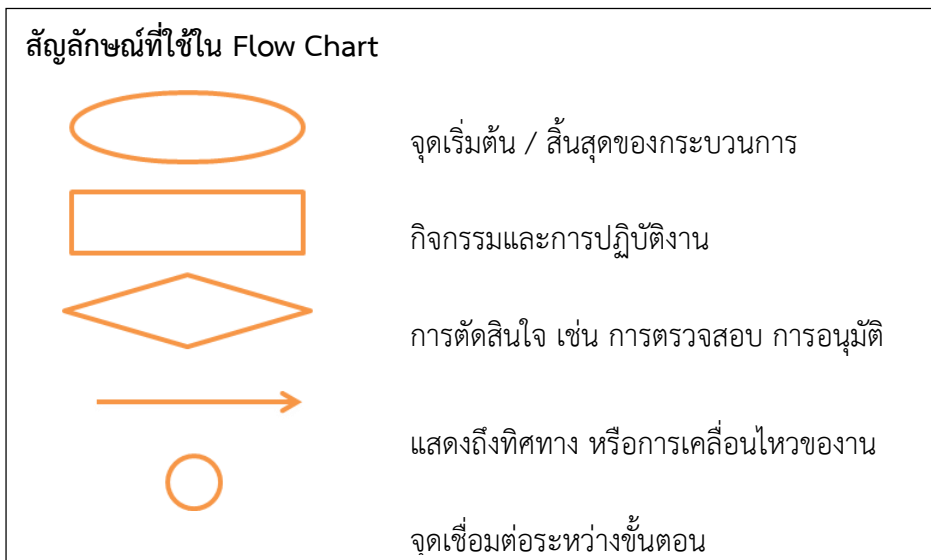 สัญลักษณ์ที่ใช้ใน Flow Chart
จุดเริ่มต้น / สิ้นสุดของกระบวนการ
กิจกรรมและการปฏิบัติงาน
การตัดสินใจ เช่น การตรวจสอบ การอนุมัติ
แสดงถึงทิศทาง หรือการเคลื่อนไหวของงาน
จุดเชื่อมต่อระหว่างขั้นตอน